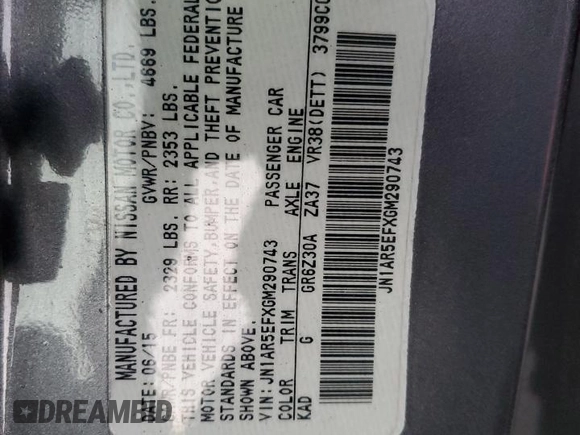 MANUFACTURED BY NISSAN MOTOR CO.,LTD.
DATE: 06/15 GVWR/PNBV: 4669 LBS.
GAWR/PNBE FR: 2329 LBS. RR: 2353 LBS.
THIS VEHICLE CONFORMS TO ALL APPLICABLE FEDERAL
MOTOR VEHICLE SAFETY,BUMPER,AND THEFT PREVENTION
STANDARDS IN EFFECT ON THE DATE OF MANUFACTURE
SHOWN ABOVE.
VIN: JN1AR5EFXGM290743 PASSENGER CAR
COLOR TRIM TRANS AXLE ENGINE
KAD G GR6Z30A ZA37 VR38(DETT) 3799CC
JN1AR5EFXGM290743
DREAMBID